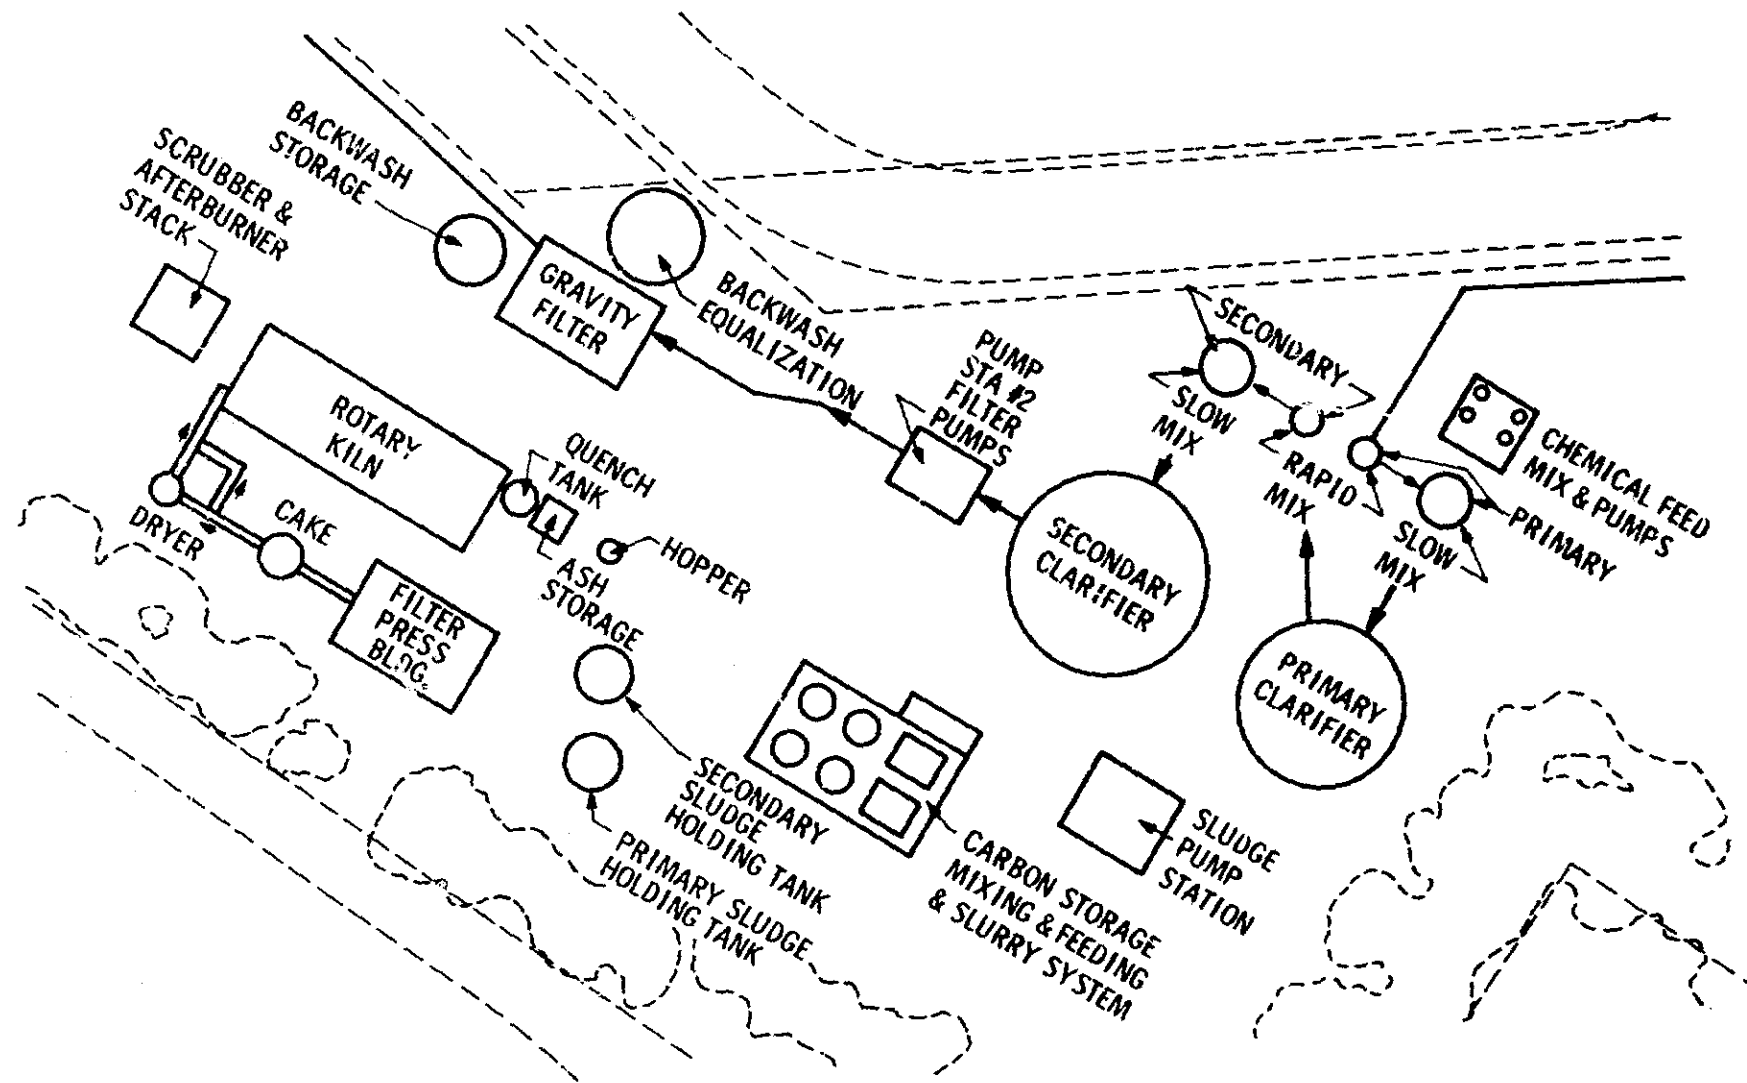 BACKWASH
STORAGE
SCRUBBER &
AFTERBURNER
STACK
GRAVITY
FILTER
BACKWASH
EQUALIZATION
PUMP
STA #2
FILTER
PUMPS
SECONDARY
SLOW
MIX
RAPID
MIX
CHEMICAL FEED
MIX & PUMPS
PRIMARY
SLOW
MIX
ROTARY
KILN
QUENCH
TANK
CAKE
DRYER
HOPPER
ASH
STORAGE
FILTER
PRESS
BLDG.
SECONDARY
CLARIFIER
PRIMARY
CLARIFIER
SECONDARY
SLUDGE
HOLDING TANK
PRIMARY SLUDGE
HOLDING TANK
CARBON STORAGE
MIXING & FEEDING
& SLURRY SYSTEM
SLUDGE
PUMP
STATION